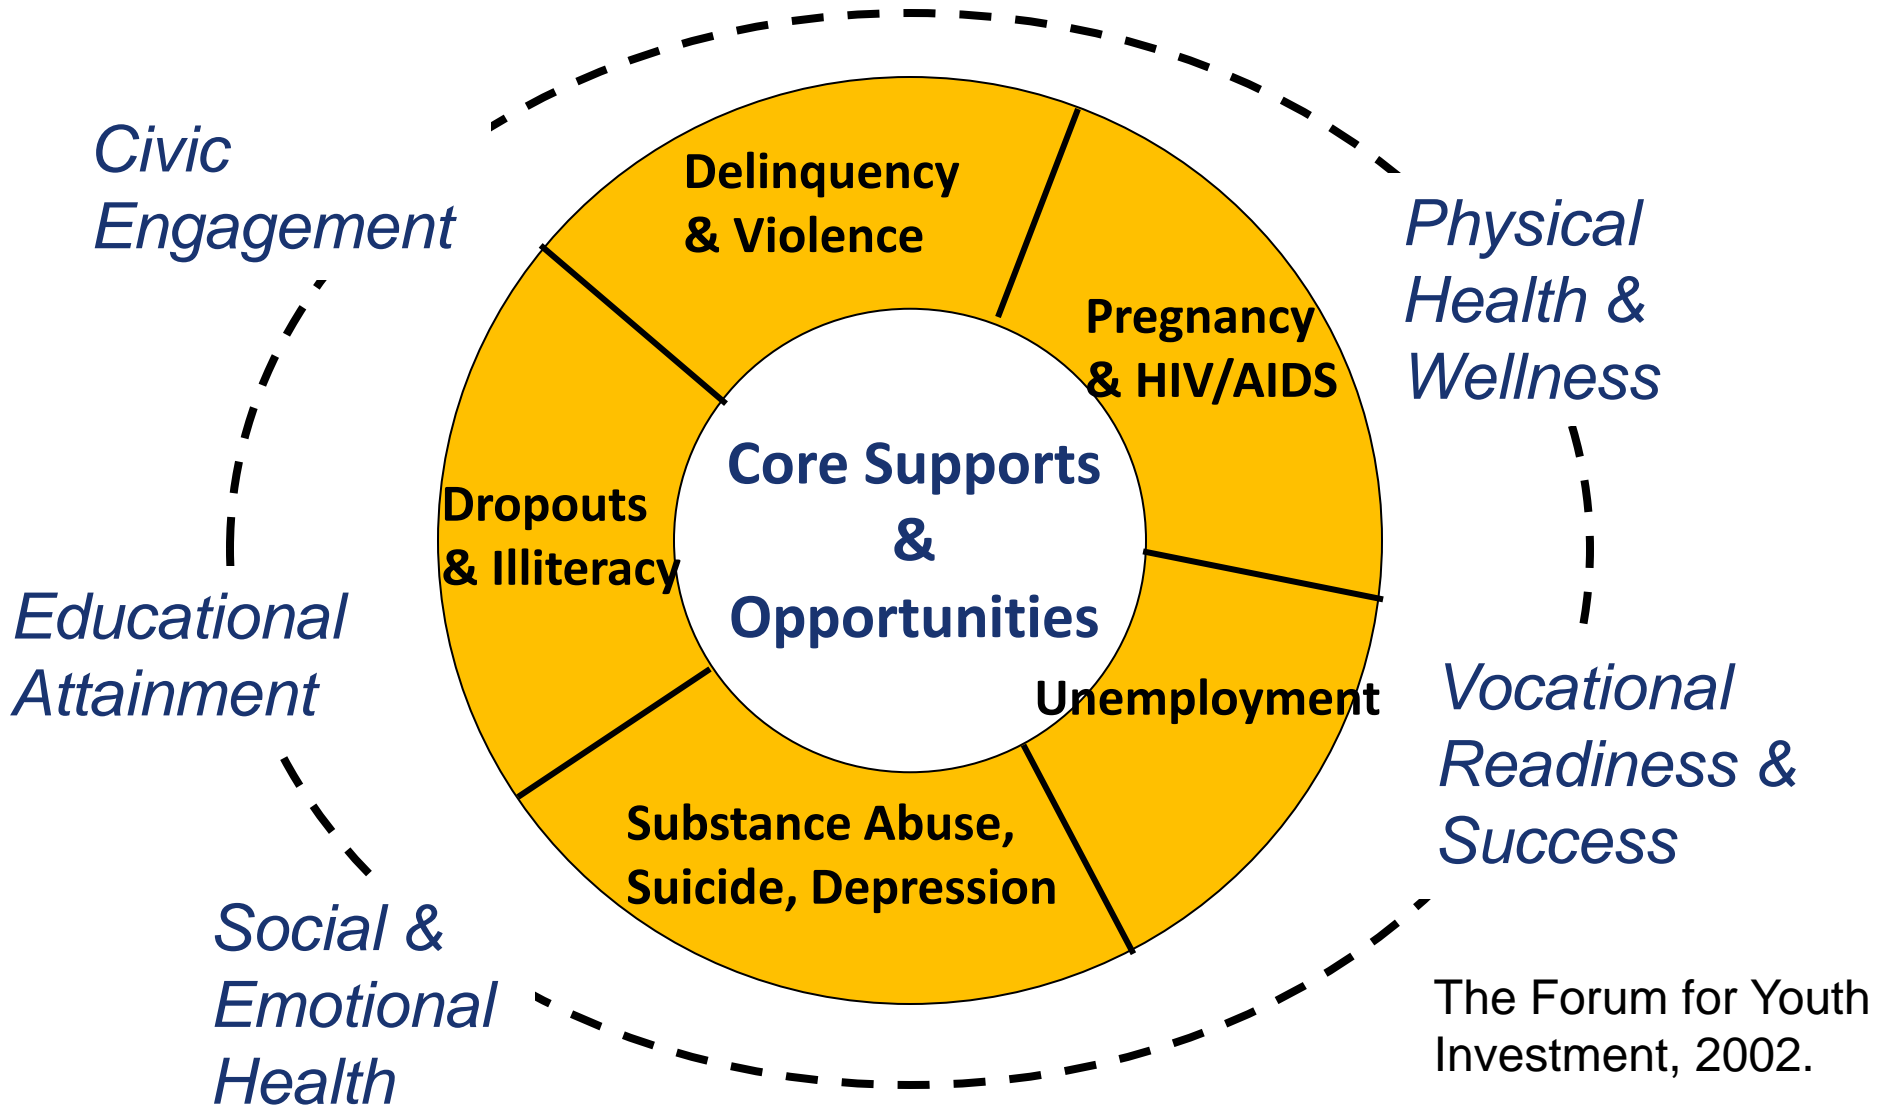 Civic
Engagement
Delinquency
& Violence
Physical
Health &
Wellness
Pregnancy
& HIV/AIDS
Core Supports
&
Opportunities
Dropouts
& Illiteracy
Educational
Attainment
Unemployment
Vocational
Readiness &
Success
Substance Abuse,
Suicide, Depression
Social &
Emotional
Health
The Forum for Youth
Investment, 2002.